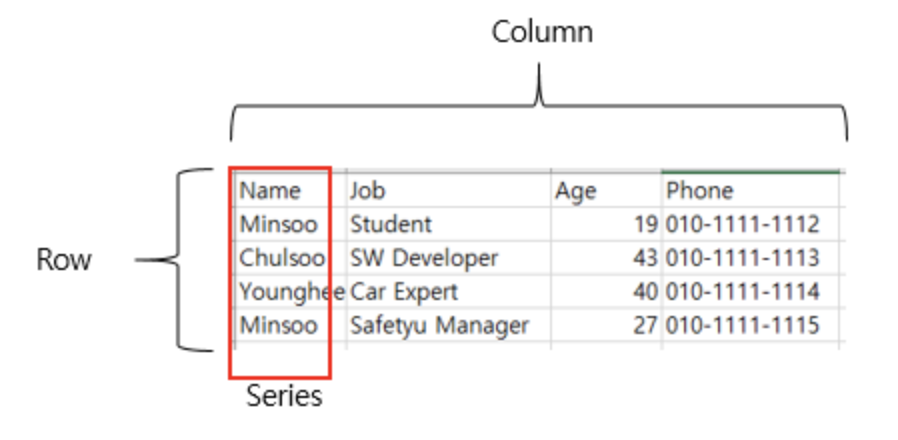 Column
Name Job Age Phone
Minsoo Student 19 010-1111-1112
Row
Chulsoo SW Developer 43 010-1111-1113
Younghee Car Expert 40 010-1111-1114
Minsoo Safetyu Manager 27 010-1111-1115
Series